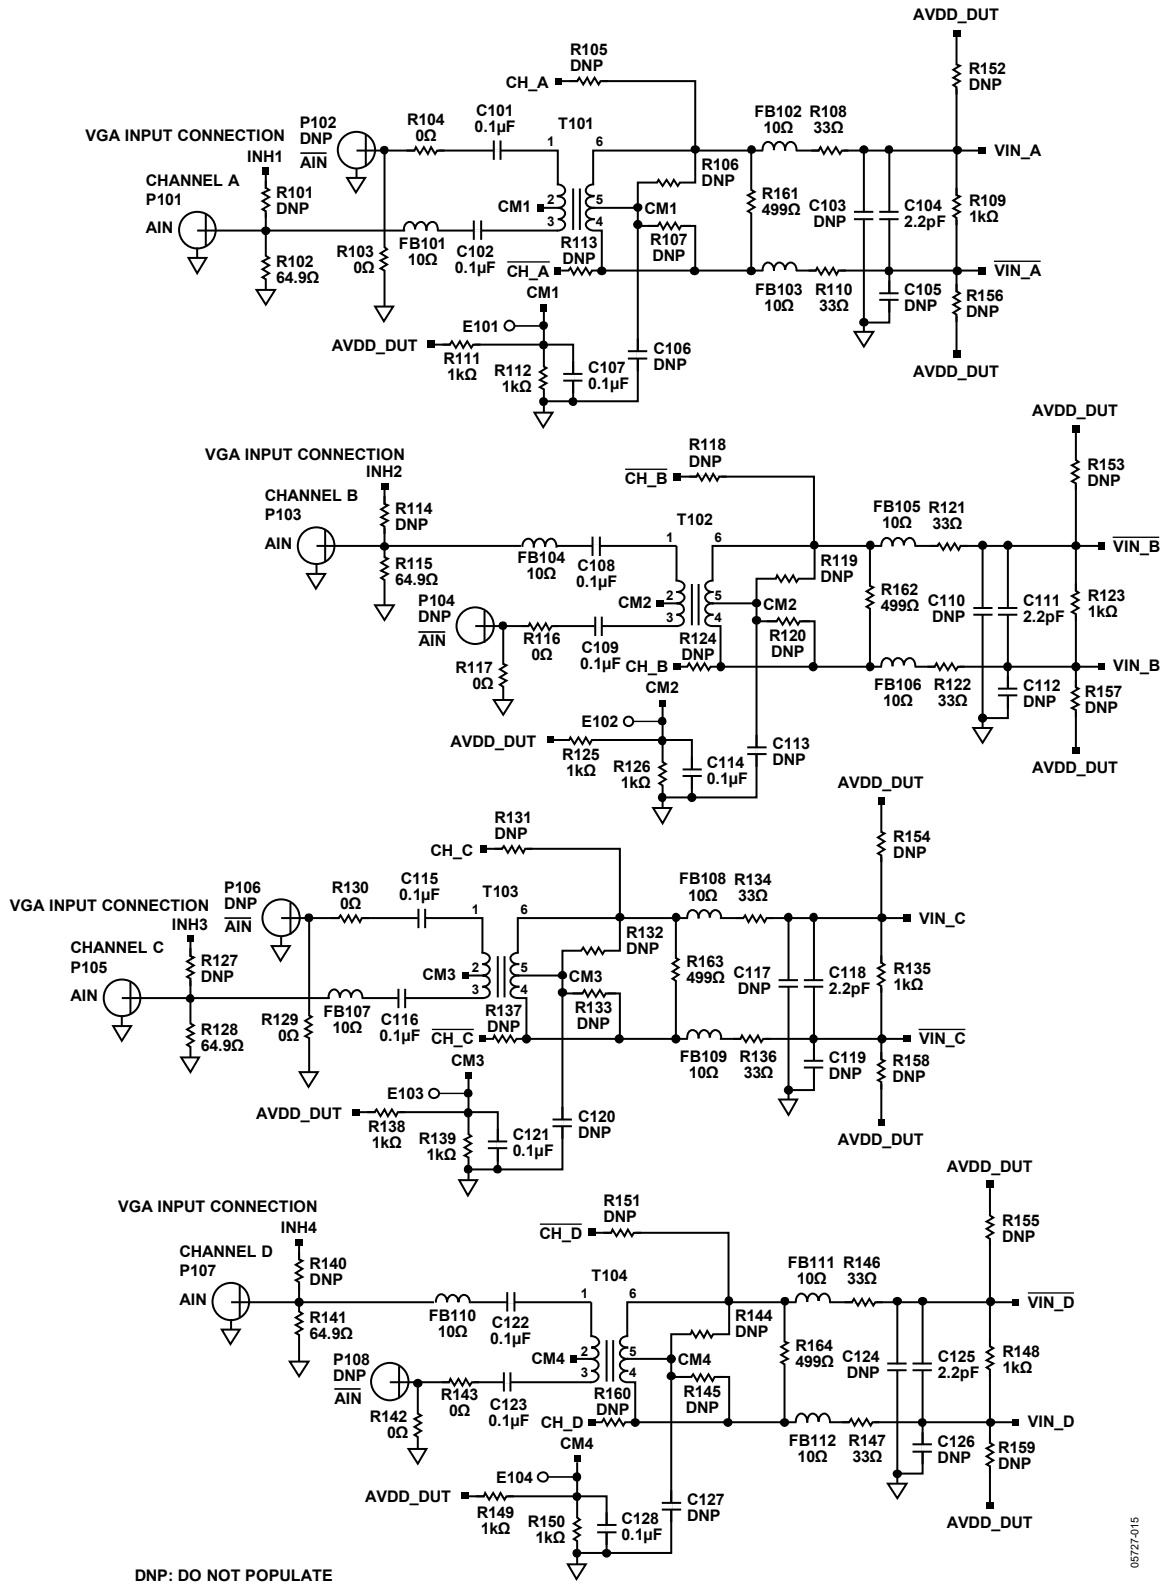 AVDD_DUT
R105
DNP
CH_A
R152
DNP
P102
DNP
AIN
R104
0Ω
C101
0.1µF
T101
FB102
10Ω
R108
33Ω
VGA INPUT CONNECTION
INH1
1
6
VIN_A
CHANNEL A
P101
AIN
R101
DNP
R106
DNP
R161
499Ω
C103
DNP
C104
2.2pF
R109
1kΩ
CM1
2
5
CM1
3
4
R107
DNP
R102
64.9Ω
R103
0Ω
FB101
10Ω
C102
0.1µF
R113
DNP
CH_A
FB103
10Ω
R110
33Ω
C105
DNP
VIN_A
R156
DNP
CM1
E101
AVDD_DUT
R111
1kΩ
R112
1kΩ
C107
0.1µF
C106
DNP
AVDD_DUT
AVDD_DUT
R118
DNP
CH_B
R153
DNP
VGA INPUT CONNECTION
INH2
CHANNEL B
P103
AIN
R114
DNP
T102
FB105
10Ω
R121
33Ω
1
6
VIN_B
FB104
10Ω
C108
0.1µF
R119
DNP
R115
64.9Ω
R162
499Ω
C110
DNP
C111
2.2pF
R123
1kΩ
P104
DNP
AIN
CM2
2
5
CM2
3
4
R116
0Ω
C109
0.1µF
R124
DNP
R120
DNP
R117
0Ω
CH_B
FB106
10Ω
R122
33Ω
C112
DNP
VIN_B
R157
DNP
CM2
E102
AVDD_DUT
R125
1kΩ
R126
1kΩ
C114
0.1µF
C113
DNP
AVDD_DUT
AVDD_DUT
R131
DNP
CH_C
R154
DNP
P106
DNP
AIN
R130
0Ω
C115
0.1µF
T103
FB108
10Ω
R134
33Ω
VGA INPUT CONNECTION
INH3
1
6
VIN_C
CHANNEL C
P105
AIN
R127
DNP
R132
DNP
R163
499Ω
C117
DNP
C118
2.2pF
R135
1kΩ
CM3
2
5
CM3
3
4
R133
DNP
R128
64.9Ω
R129
0Ω
FB107
10Ω
C116
0.1µF
R137
DNP
CH_C
FB109
10Ω
R136
33Ω
C119
DNP
VIN_C
R158
DNP
CM3
E103
AVDD_DUT
R138
1kΩ
R139
1kΩ
C121
0.1µF
C120
DNP
AVDD_DUT
AVDD_DUT
R151
DNP
CH_D
R155
DNP
VGA INPUT CONNECTION
INH4
CHANNEL D
P107
AIN
R140
DNP
T104
FB111
10Ω
R146
33Ω
1
6
VIN_D
FB110
10Ω
C122
0.1µF
R144
DNP
R141
64.9Ω
R164
499Ω
C124
DNP
C125
2.2pF
R148
1kΩ
P108
DNP
AIN
CM4
2
5
CM4
3
4
R143
0Ω
C123
0.1µF
R160
DNP
R145
DNP
R142
0Ω
CH_D
FB112
10Ω
R147
33Ω
C126
DNP
VIN_D
R159
DNP
CM4
E104
AVDD_DUT
R149
1kΩ
R150
1kΩ
C128
0.1µF
C127
DNP
AVDD_DUT
05727-015
DNP: DO NOT POPULATE